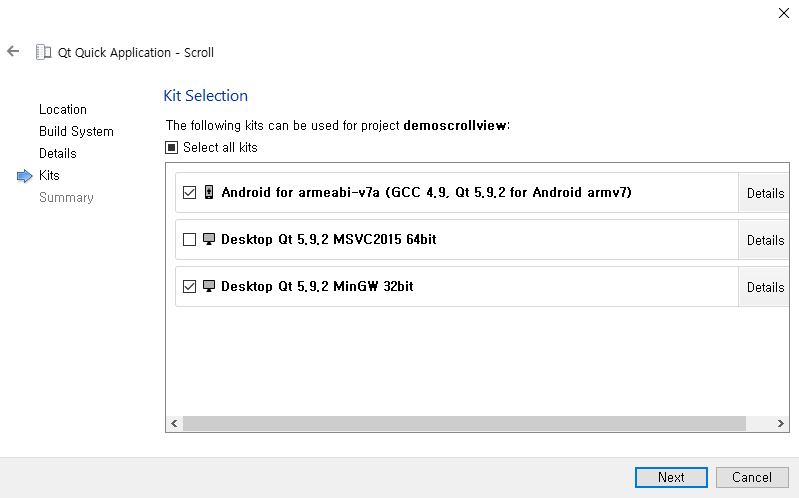 Qt Quick Application - Scroll
Location
Build System
Details
Kits
Summary
Kit Selection
The following kits can be used for project demoscrollview:
Select all kits
Android for armeabi-v7a (GCC 4.9, Qt 5.9.2 for Android armv7) Details
Desktop Qt 5.9.2 MSVC2015 64bit Details
Desktop Qt 5.9.2 MinGW 32bit Details
Next Cancel